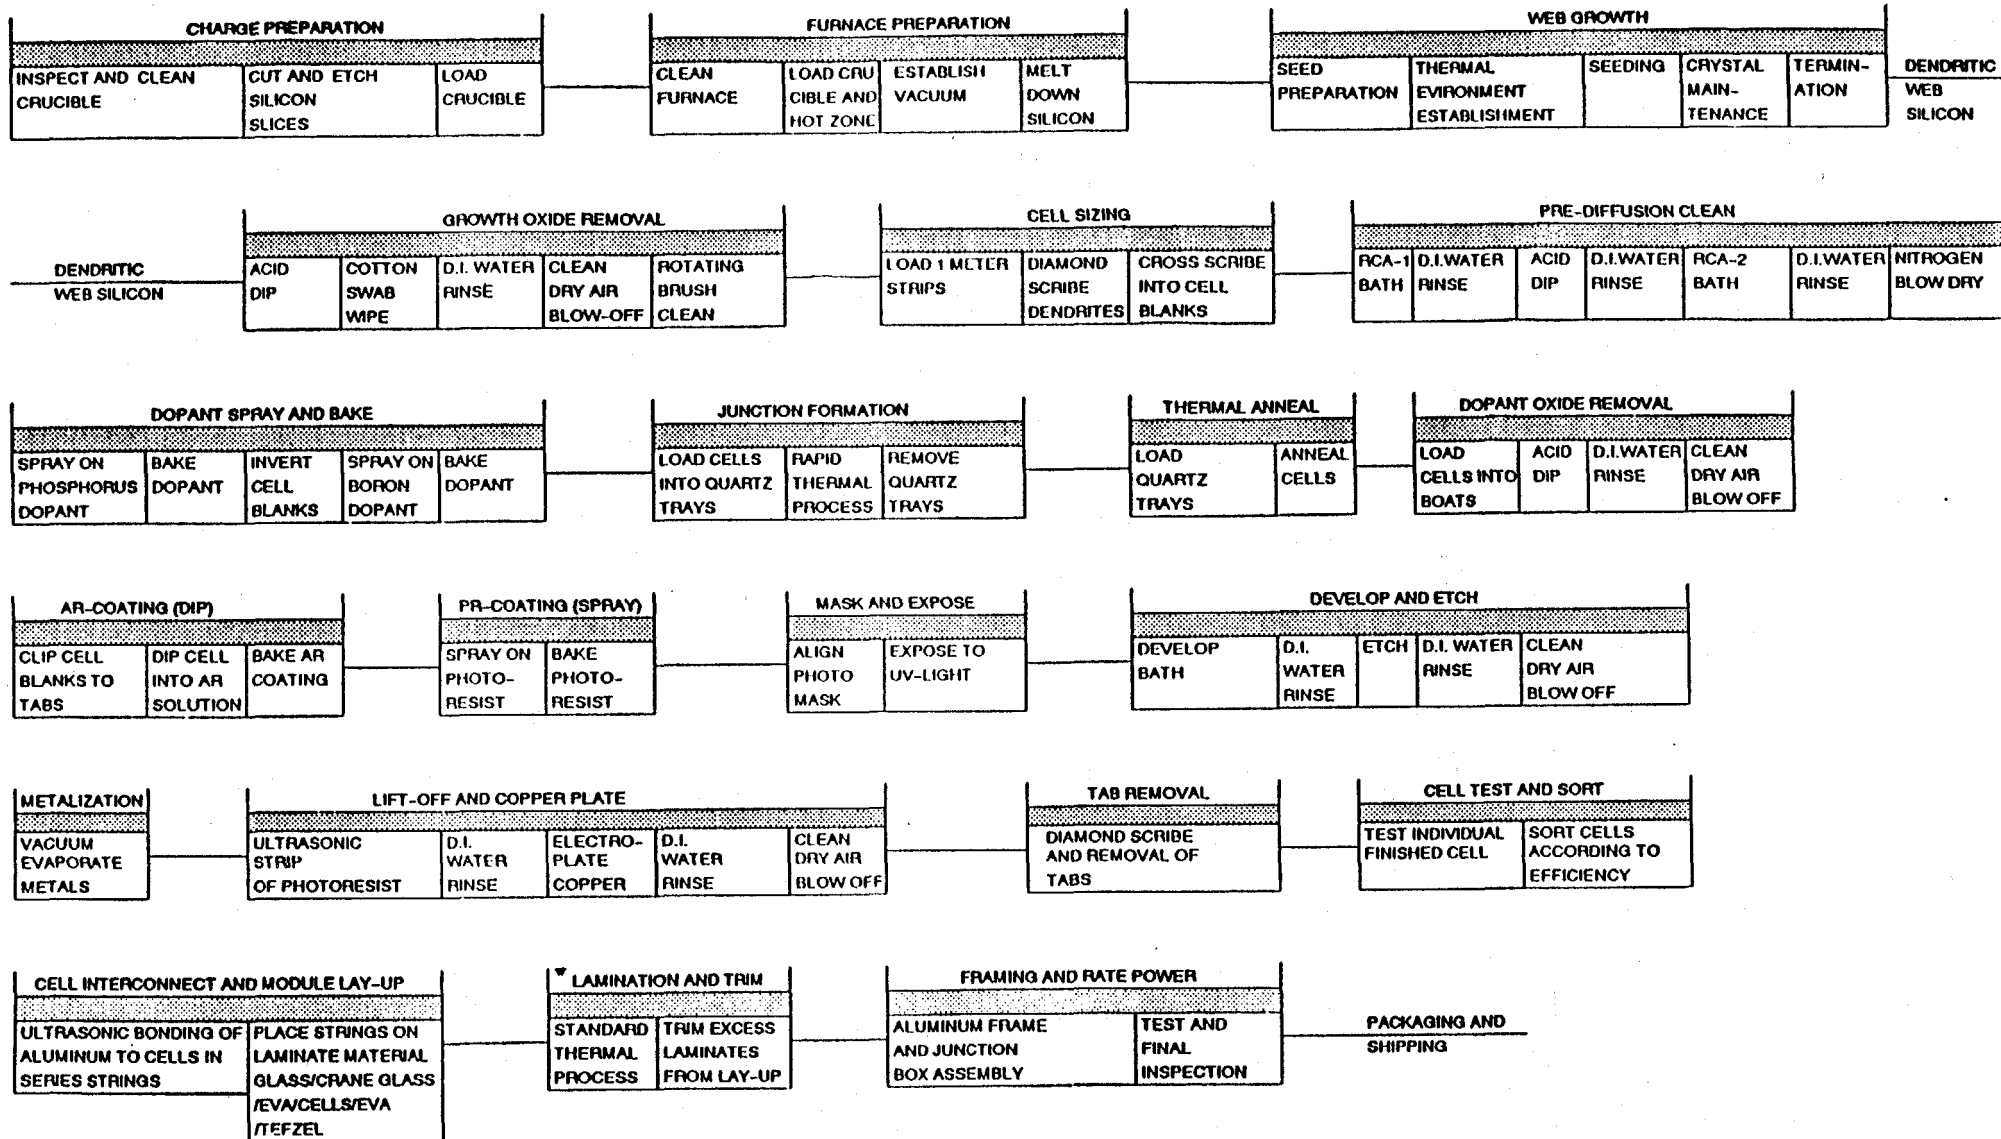 CHARGE PREPARATION
INSPECT AND CLEAN
CRUCIBLE
CUT AND ETCH
SILICON
SLICES
LOAD
CRUCIBLE
FURNACE PREPARATION
CLEAN
FURNACE
LOAD CRU
CIBLE AND
HOT ZONE
ESTABLISH
VACUUM
MELT
DOWN
SILICON
WEB GROWTH
SEED
PREPARATION
THERMAL
EVIRONMENT
ESTABLISHMENT
SEEDING
CRYSTAL
MAIN-
TENANCE
TERMIN-
ATION
DENDRITIC
WEB
SILICON
DENDRITIC
WEB SILICON
GROWTH OXIDE REMOVAL
ACID
DIP
COTTON
SWAB
WIPE
D.I. WATER
RINSE
CLEAN
DRY AIR
BLOW-OFF
ROTATING
BRUSH
CLEAN
CELL SIZING
LOAD 1 METER
STRIPS
DIAMOND
SCRIBE
DENDRITES
CROSS SCRIBE
INTO CELL
BLANKS
PRE-DIFFUSION CLEAN
RCA-1
BATH
D.I.WATER
RINSE
ACID
DIP
D.I.WATER
RINSE
RCA-2
BATH
D.I.WATER
RINSE
NITROGEN
BLOW DRY
DOPANT SPRAY AND BAKE
SPRAY ON
PHOSPHORUS
DOPANT
BAKE
DOPANT
INVERT
CELL
BLANKS
SPRAY ON
BORON
DOPANT
BAKE
DOPANT
JUNCTION FORMATION
LOAD CELLS
INTO QUARTZ
TRAYS
RAPID
THERMAL
PROCESS
REMOVE
QUARTZ
TRAYS
THERMAL ANNEAL
LOAD
QUARTZ
TRAYS
ANNEAL
CELLS
DOPANT OXIDE REMOVAL
LOAD
CELLS INTO
BOATS
ACID
DIP
D.I.WATER
RINSE
CLEAN
DRY AIR
BLOW OFF
AR-COATING (DIP)
CLIP CELL
BLANKS TO
TABS
DIP CELL
INTO AR
SOLUTION
BAKE AR
COATING
PR-COATING (SPRAY)
SPRAY ON
PHOTO-
RESIST
BAKE
PHOTO-
RESIST
MASK AND EXPOSE
ALIGN
PHOTO
MASK
EXPOSE TO
UV-LIGHT
DEVELOP AND ETCH
DEVELOP
BATH
D.I.
WATER
RINSE
ETCH
D.I. WATER
RINSE
CLEAN
DRY AIR
BLOW OFF
METALIZATION
VACUUM
EVAPORATE
METALS
LIFT-OFF AND COPPER PLATE
ULTRASONIC
STRIP
OF PHOTORESIST
D.I.
WATER
RINSE
ELECTRO-
PLATE
COPPER
D.I.
WATER
RINSE
CLEAN
DRY AIR
BLOW OFF
TAB REMOVAL
DIAMOND SCRIBE
AND REMOVAL OF
TABS
CELL TEST AND SORT
TEST INDIVIDUAL
FINISHED CELL
SORT CELLS
ACCORDING TO
EFFICIENCY
CELL INTERCONNECT AND MODULE LAY-UP
ULTRASONIC BONDING OF
ALUMINUM TO CELLS IN
SERIES STRINGS
PLACE STRINGS ON
LAMINATE MATERIAL
GLASS/CRANE GLASS
/EVA/CELLS/EVA
/TEFZEL
LAMINATION AND TRIM
STANDARD
THERMAL
PROCESS
TRIM EXCESS
LAMINATES
FROM LAY-UP
FRAMING AND RATE POWER
ALUMINUM FRAME
AND JUNCTION
BOX ASSEMBLY
TEST AND
FINAL
INSPECTION
PACKAGING AND
SHIPPING